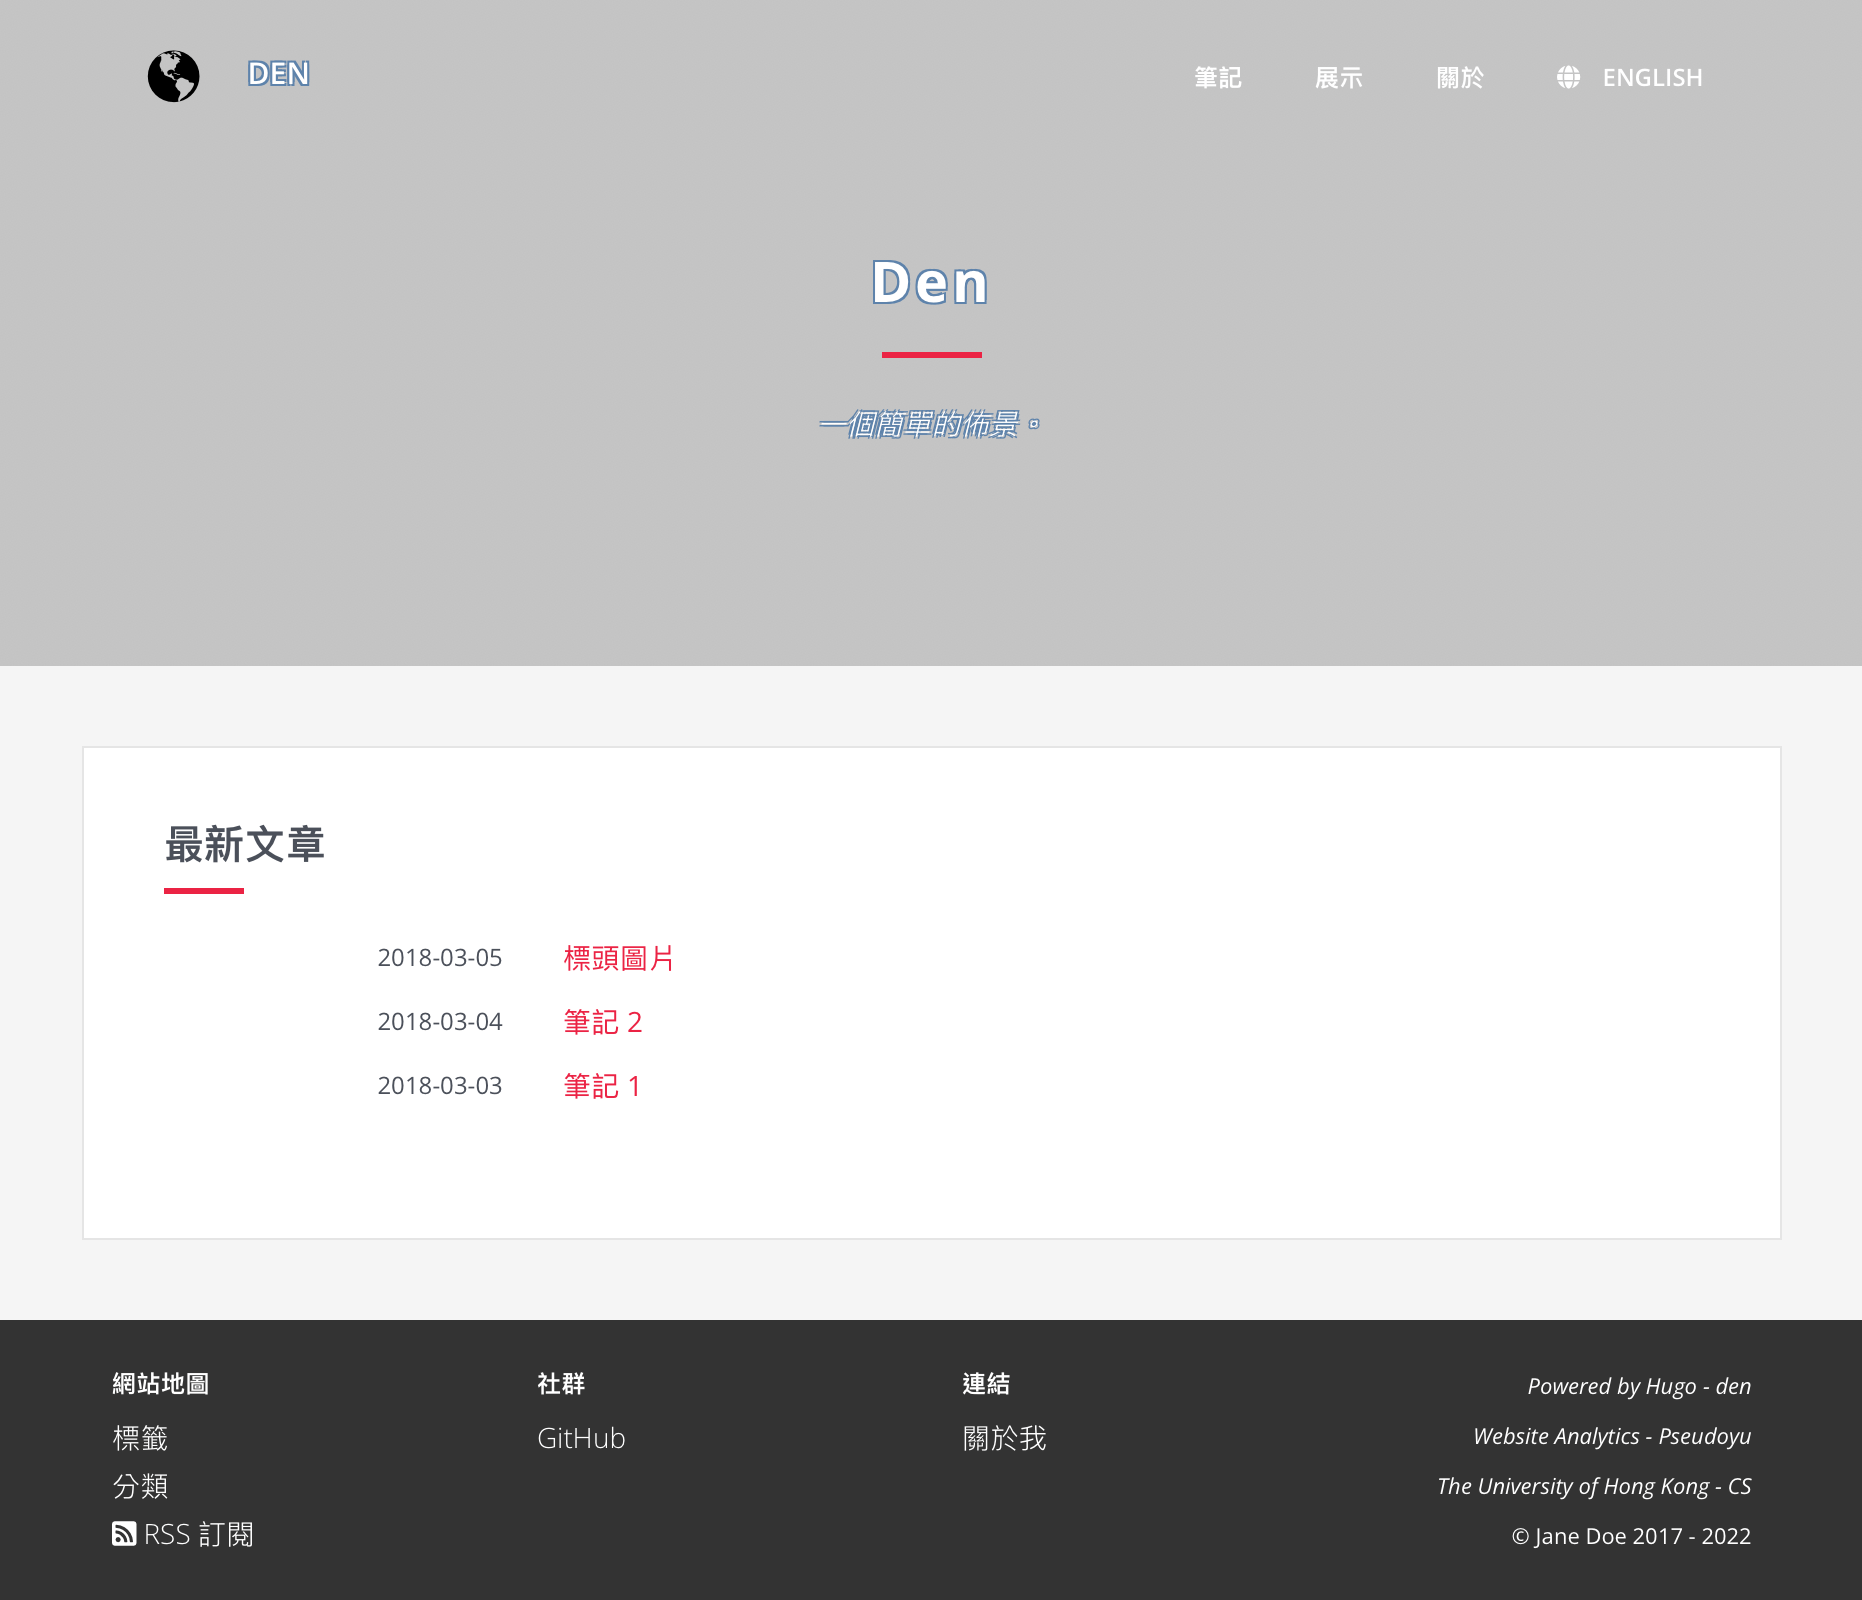 DEN
筆記 展示 關於 ENGLISH
Den
一個簡單的佈景。
最新文章
2018-03-05 標頭圖片
2018-03-04 筆記 2
2018-03-03 筆記 1
網站地圖
標籤
分類
RSS 訂閱
社群
GitHub
連結
關於我
Powered by Hugo - den
Website Analytics - Pseudoyu
The University of Hong Kong - CS
© Jane Doe 2017 - 2022